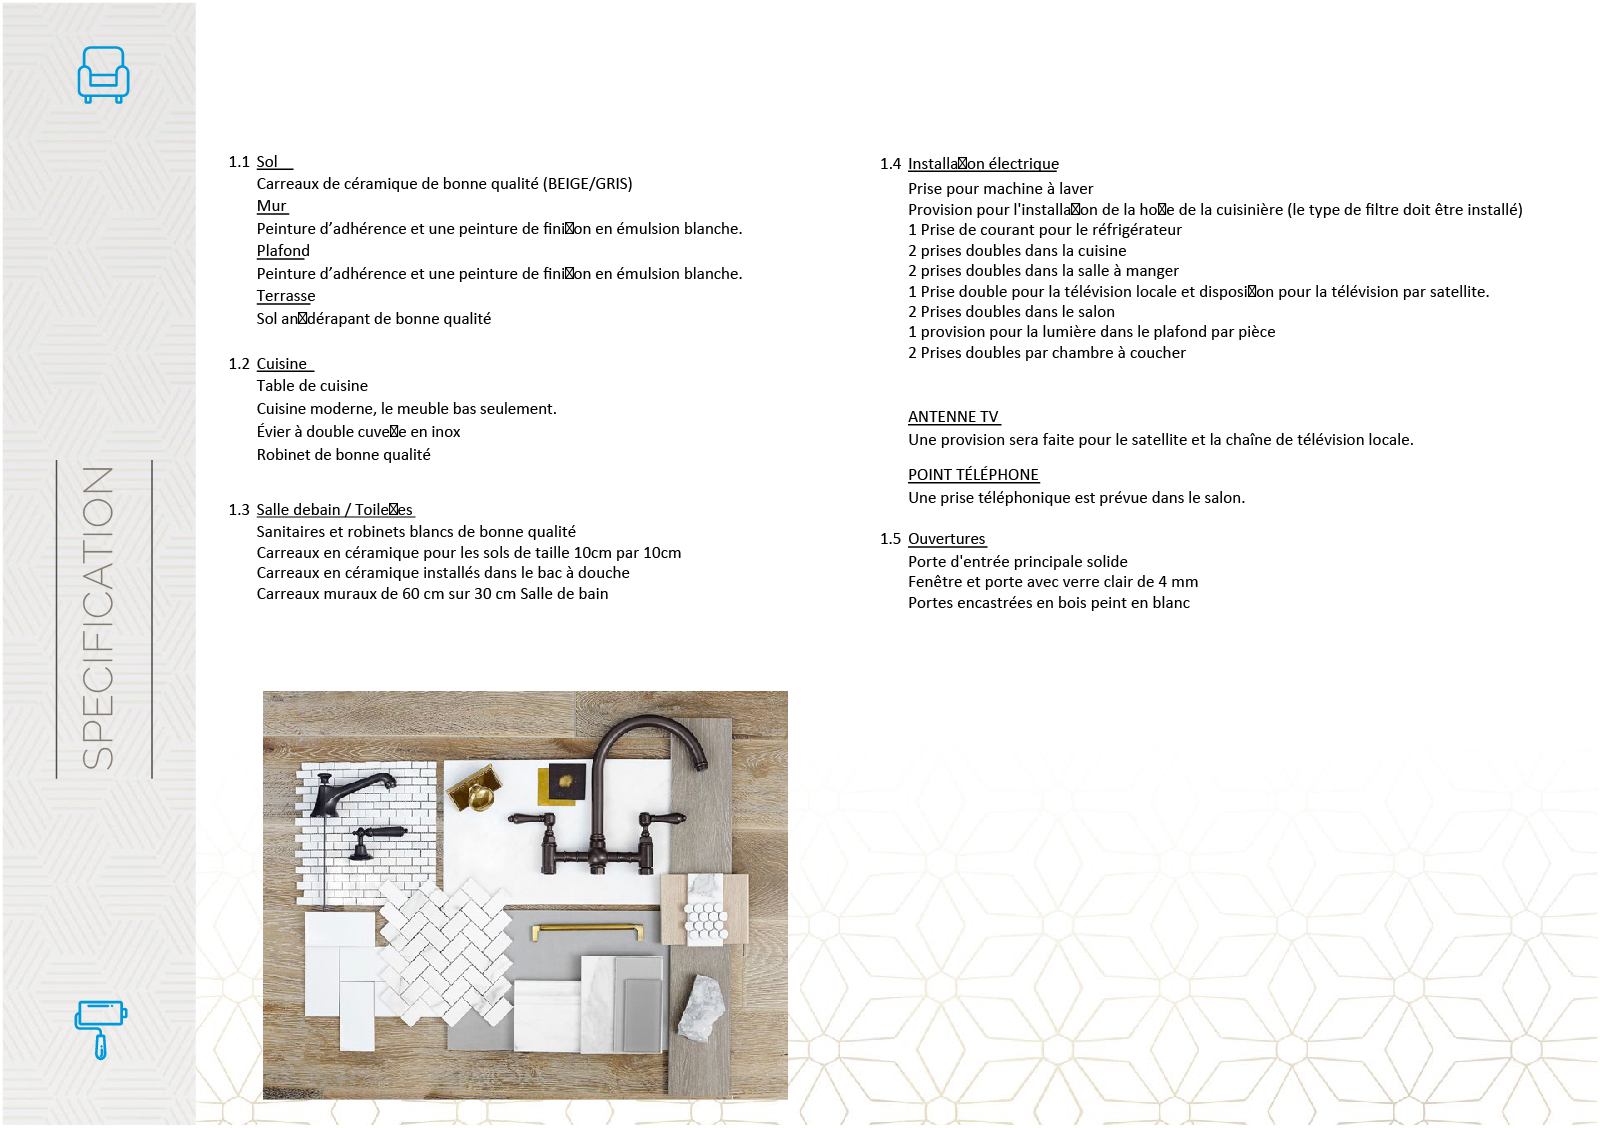 SPECIFICATION
1.1 Sol
Carreaux de céramique de bonne qualité (BEIGE/GRIS)
Mur
Peinture d’adhérence et une peinture de fini☒on en émulsion blanche.
Plafond
Peinture d’adhérence et une peinture de fini☒on en émulsion blanche.
Terrasse
Sol an☒dérapant de bonne qualité
1.2 Cuisine
Table de cuisine
Cuisine moderne, le meuble bas seulement.
Évier à double cuve☒e en inox
Robinet de bonne qualité
1.3 Salle debain / Toile☒es
Sanitaires et robinets blancs de bonne qualité
Carreaux en céramique pour les sols de taille 10cm par 10cm
Carreaux en céramique installés dans le bac à douche
Carreaux muraux de 60 cm sur 30 cm Salle de bain
1.4 Installa☒on électrique
Prise pour machine à laver
Provision pour l'installa☒on de la ho☒e de la cuisinière (le type de filtre doit être installé)
1 Prise de courant pour le réfrigérateur
2 prises doubles dans la cuisine
2 prises doubles dans la salle à manger
1 Prise double pour la télévision locale et disposi☒on pour la télévision par satellite.
2 Prises doubles dans le salon
1 provision pour la lumière dans le plafond par pièce
2 Prises doubles par chambre à coucher
ANTENNE TV
Une provision sera faite pour le satellite et la chaîne de télévision locale.
POINT TÉLÉPHONE
Une prise téléphonique est prévue dans le salon.
1.5 Ouvertures
Porte d'entrée principale solide
Fenêtre et porte avec verre clair de 4 mm
Portes encastrées en bois peint en blanc